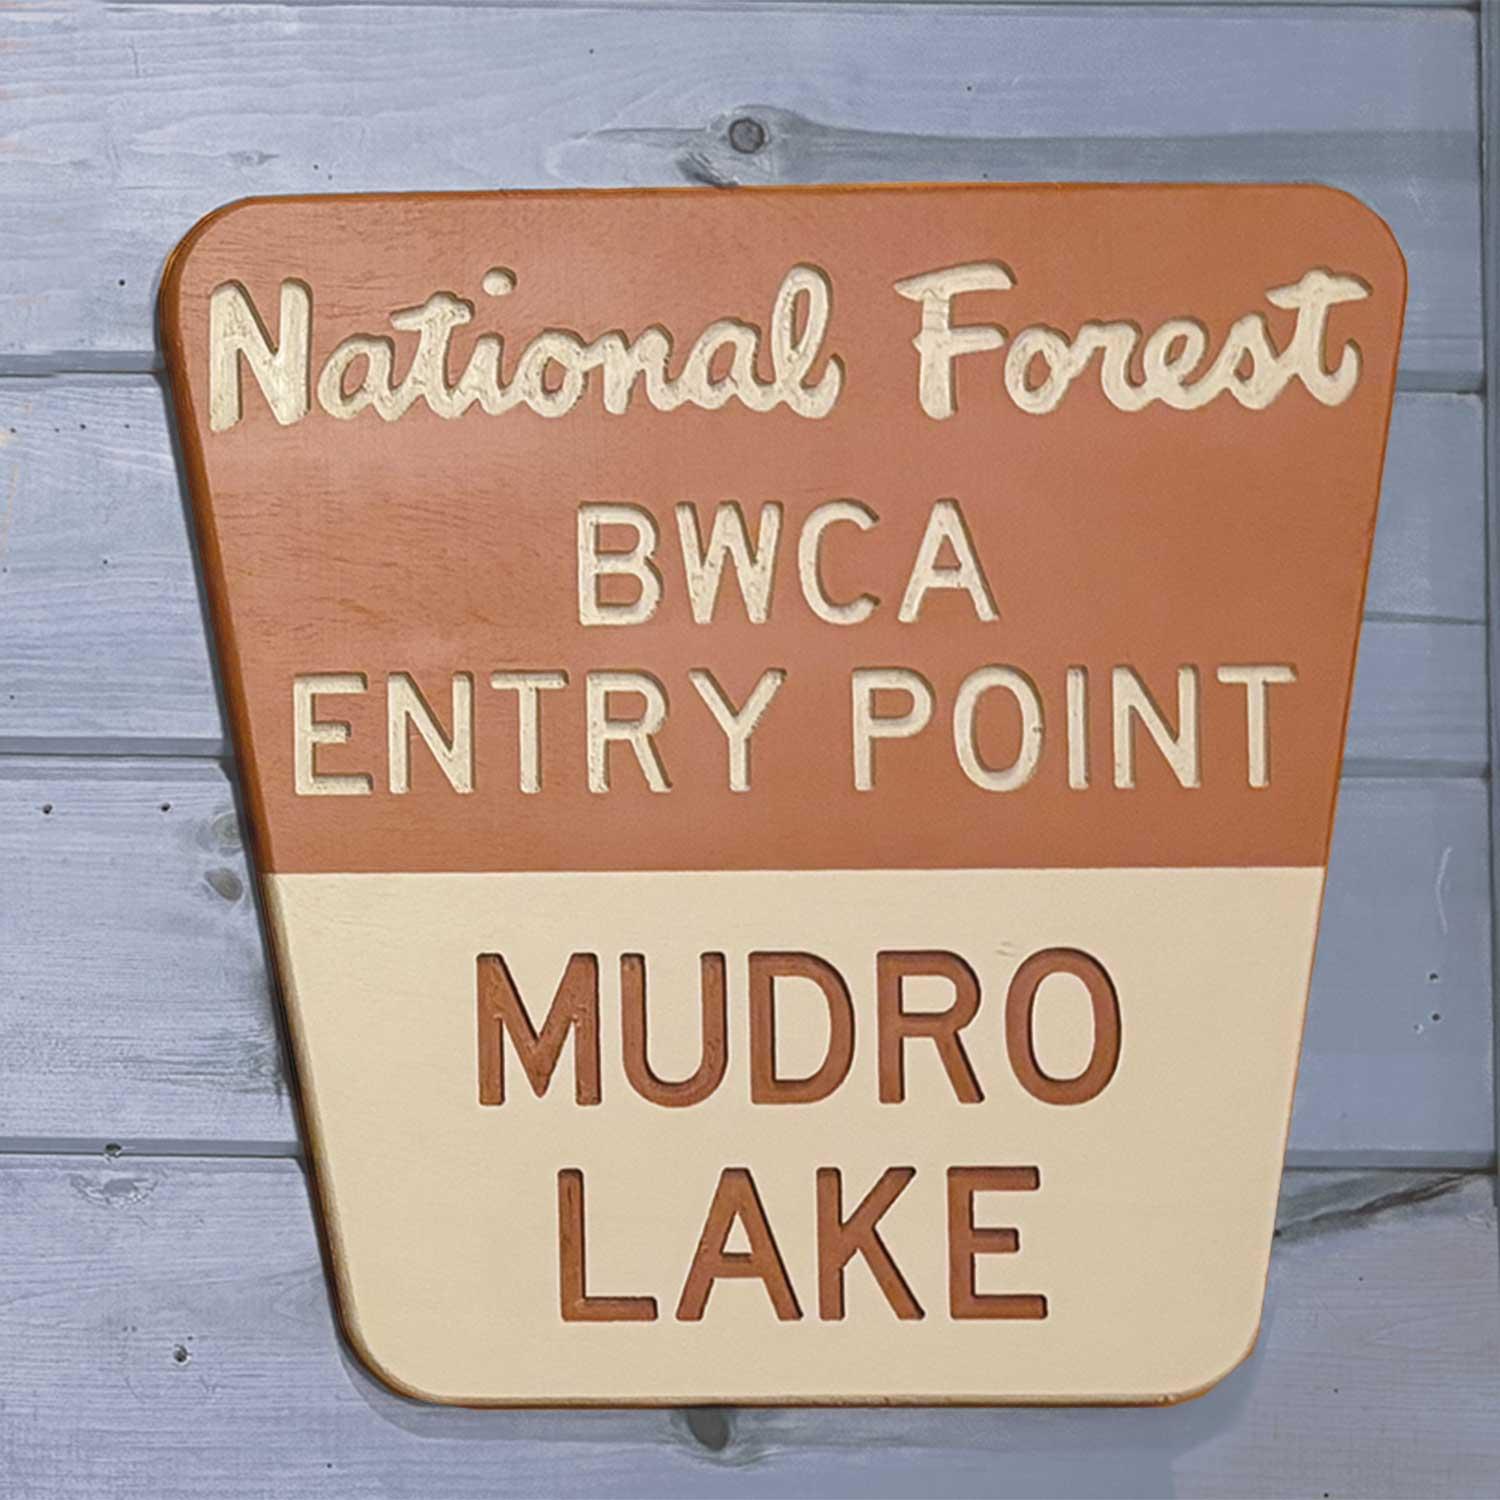 National Forest
BWCA
ENTRY POINT
MUDRO
LAKE